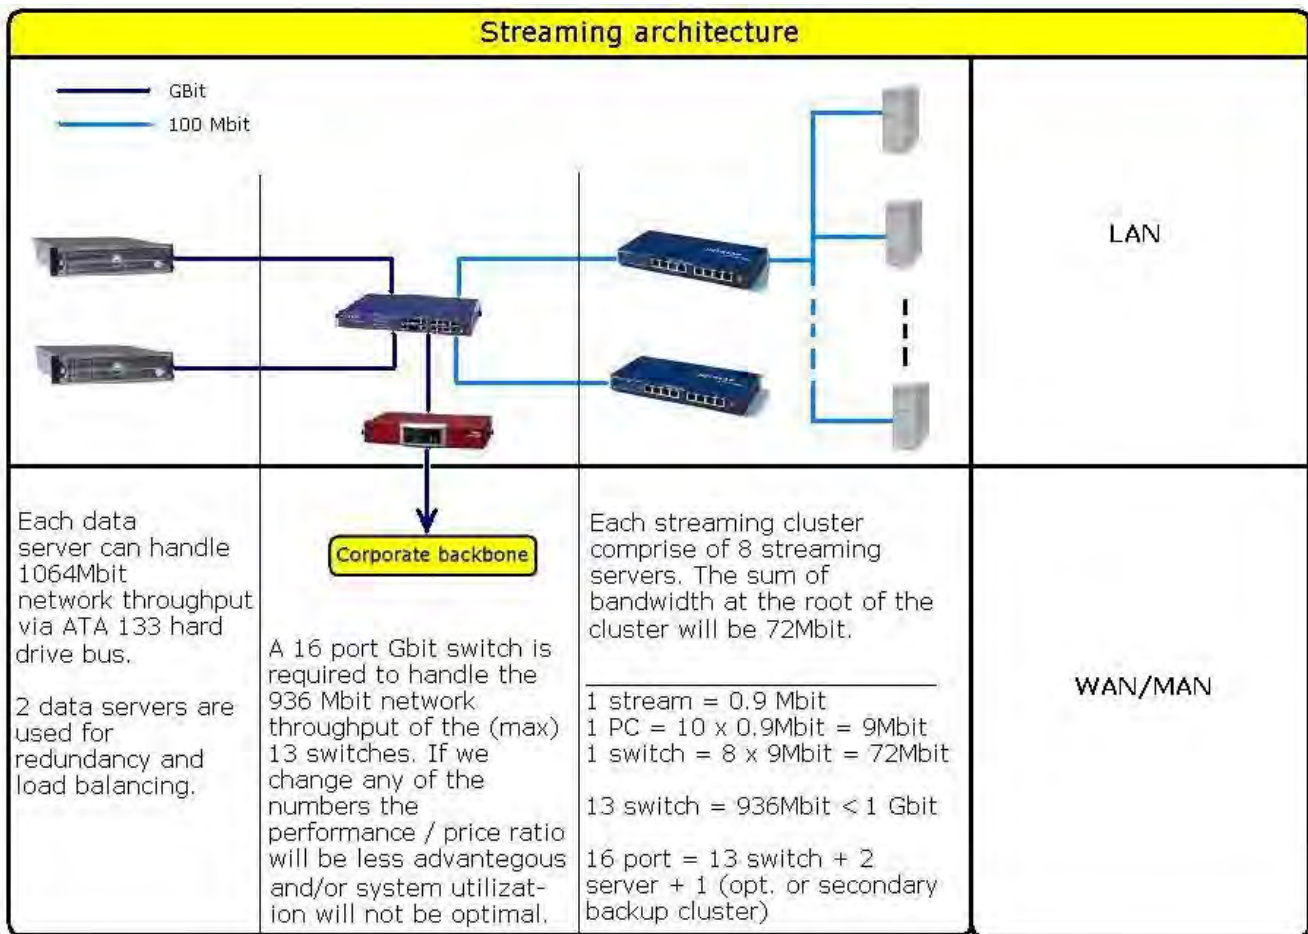 Streaming architecture
GBit
100 Mbit
LAN
Each data
server can handle
1064Mbit
network throughput
via ATA 133 hard
drive bus.
2 data servers are
used for
redundancy and
load balancing.
Corporate backbone
A 16 port Gbit switch is
required to handle the
936 Mbit network
throughput of the (max)
13 switches. If we
change any of the
numbers the
performance / price ratio
will be less advantegous
and/or system utilizat-
ion will not be optimal.
Each streaming cluster
comprise of 8 streaming
servers. The sum of
bandwidth at the root of the
cluster will be 72Mbit.
1 stream = 0.9 Mbit
1 PC = 10 x 0.9Mbit = 9Mbit
1 switch = 8 x 9Mbit = 72Mbit
13 switch = 936Mbit < 1 Gbit
16 port = 13 switch + 2
server + 1 (opt. or secondary
backup cluster)
WAN/MAN